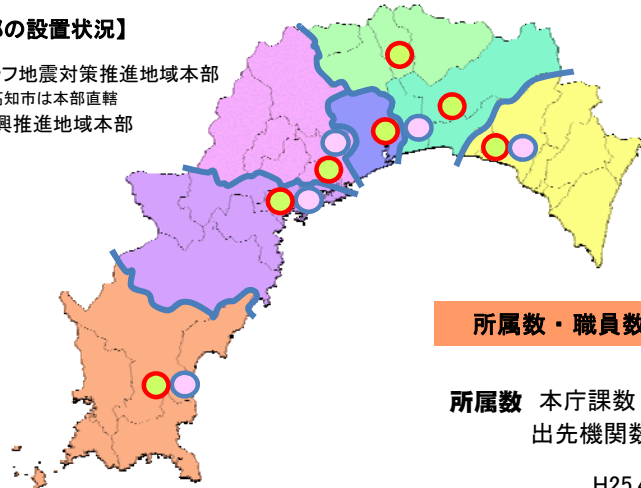 の設置状況】
フ地震対策推進地域本部
高知市は本部直轄
興推進地域本部
所属数・職員数
所属数 本庁課数
出先機関数
H25.